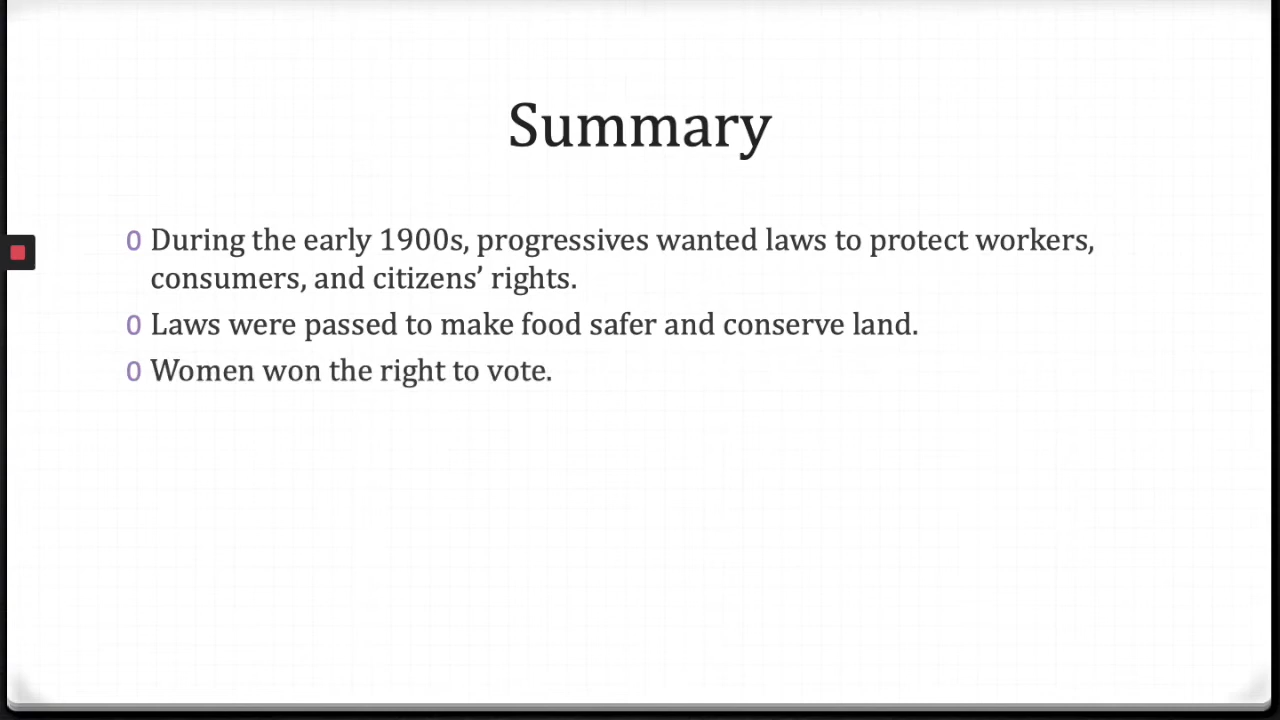 Summary
0 During the early 1900s, progressives wanted laws to protect workers,
consumers, and citizens’ rights.
0 Laws were passed to make food safer and conserve land.
0 Women won the right to vote.